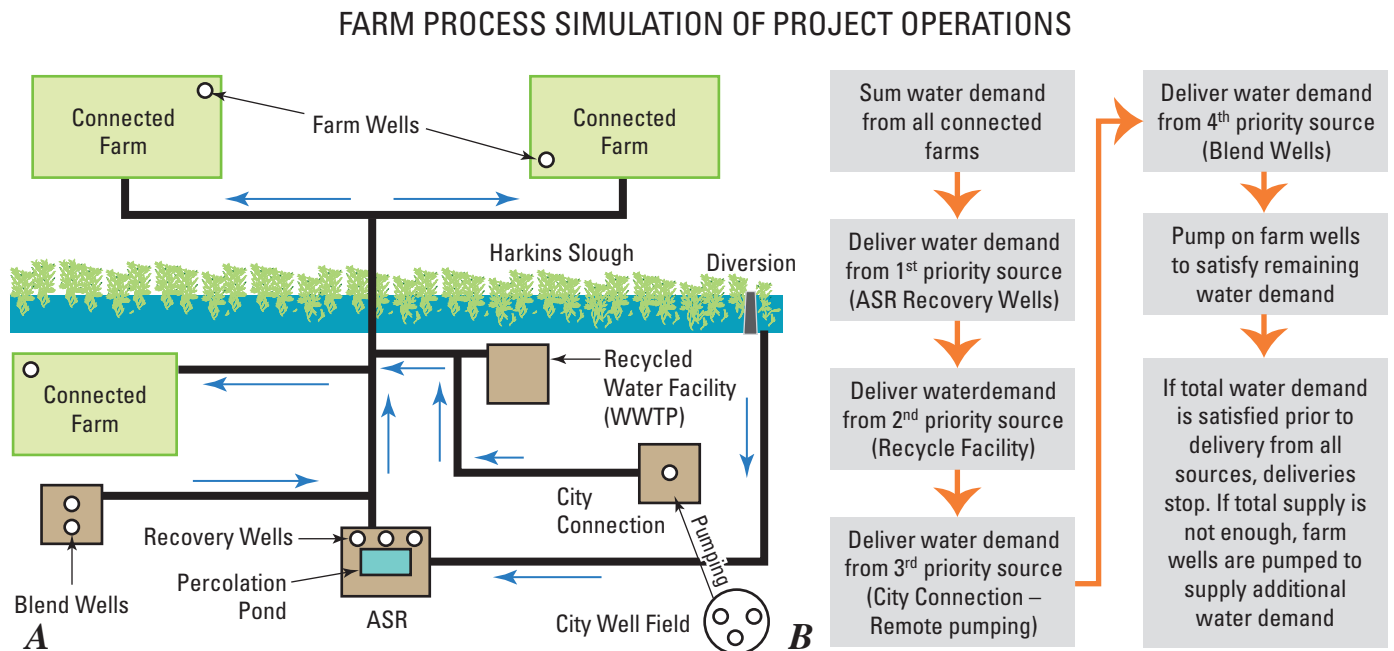 FARM PROCESS SIMULATION OF PROJECT OPERATIONS
Connected
Farm
Farm Wells
Connected
Farm
Harkins Slough
Diversion
Connected
Farm
Recycled
Water Facility
(WWTP)
City
Connection
Pumping
Recovery Wells
Percolation
Pond
Blend Wells
ASR
City Well Field
A
B
Sum water demand
from all connected
farms
Deliver water demand
from 1st priority source
(ASR Recovery Wells)
Deliver waterdemand
from 2nd priority source
(Recycle Facility)
Deliver water demand
from 3rd priority source
(City Connection –
Remote pumping)
Deliver water demand
from 4th priority source
(Blend Wells)
Pump on farm wells
to satisfy remaining
water demand
If total water demand
is satisfied prior to
delivery from all
sources, deliveries
stop. If total supply is
not enough, farm
wells are pumped to
supply additional
water demand